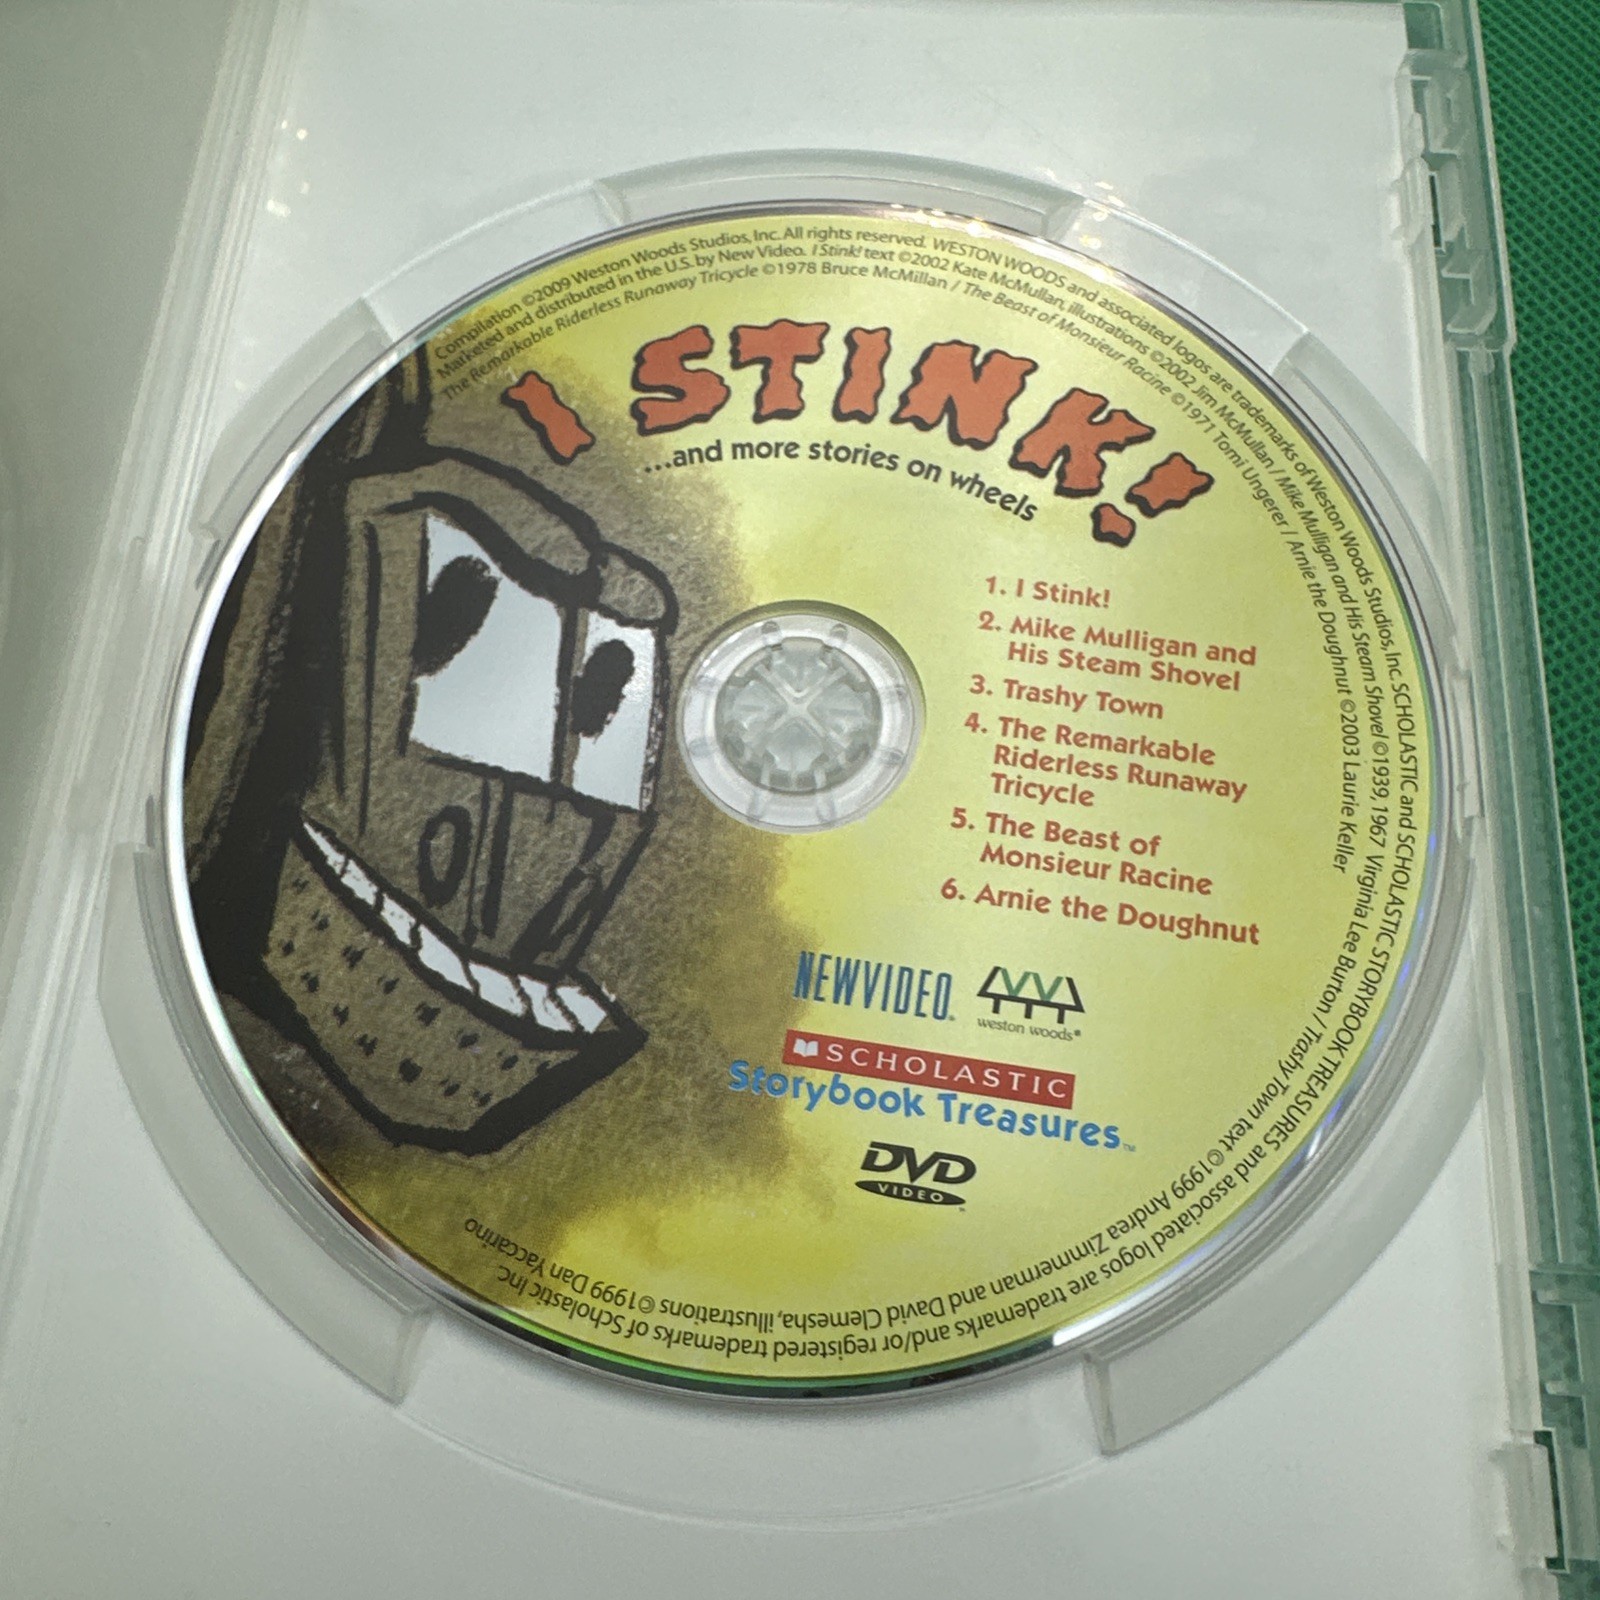 Compilation ©2009 Weston Woods Studios, Inc. All rights reserved. WESTON WOODS and associated logos are trademarks of Weston Woods Studios, Inc. SCHOLASTIC and SCHOLASTIC STORYBOOK TREASURES and associated logos are trademarks and/or registered trademarks of Scholastic Inc.
Marketed and distributed in the U.S. by New Video. I Stink! text ©2002 Kate McMullan, illustrations ©2002 Jim McMullan / Mike Mulligan and His Steam Shovel ©1939, 1967 Virginia Lee Burton / Trashy Town text ©1999 Andrea Zimmerman and David Clemesha, illustrations ©1999 Dan Yaccarino
The Remarkable Riderless Runaway Tricycle ©1978 Bruce McMillan / The Beast of Monsieur Racine ©1971 Tomi Ungerer / Arnie the Doughnut ©2003 Laurie Keller
I STINK!
...and more stories on wheels
1. I Stink!
2. Mike Mulligan and
His Steam Shovel
3. Trashy Town
4. The Remarkable
Riderless Runaway
Tricycle
5. The Beast of
Monsieur Racine
6. Arnie the Doughnut
NEWVIDEO.
weston woods®
SCHOLASTIC
Storybook Treasures™
DVD
VIDEO